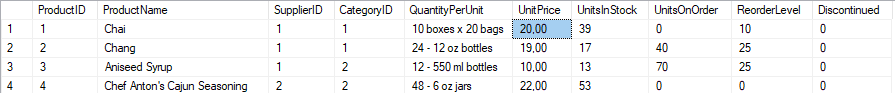 ProductID ProductName SupplierID CategoryID QuantityPerUnit UnitPrice UnitsInStock UnitsOnOrder ReorderLevel Discontinued
1 1 Chai 1 1 10 boxes x 20 bags 20,00 39 0 10 0
2 2 Chang 1 1 24 - 12 oz bottles 19,00 17 40 25 0
3 3 Aniseed Syrup 1 2 12 - 550 ml bottles 10,00 13 70 25 0
4 4 Chef Anton's Cajun Seasoning 2 2 48 - 6 oz jars 22,00 53 0 0 0